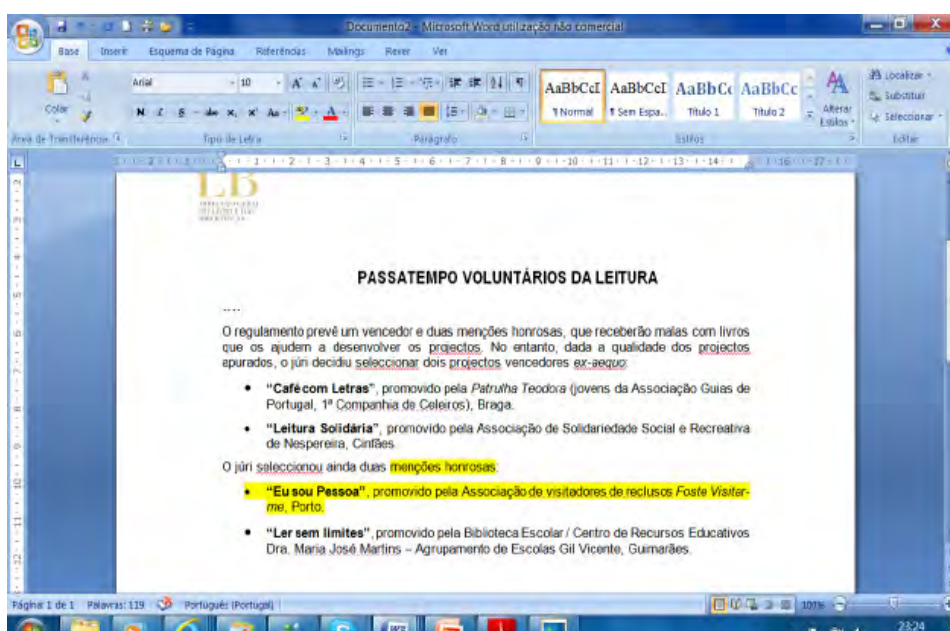 Documento2 - Microsoft Word utilização não comercial
Base Inserir Esquema de Página Referências Mailings Rever Ver
Colar
Arial 10
N I S abc x, x' Aa
AaBbCcI AaBbCcI AaBbCc AaBbCc
¶ Normal ¶ Sem Espa... Título 1 Título 2
Alterar Estilos
Localizar
Substituir
Seleccionar
Área de Transferência Tipo de Letra Parágrafo Estilos Editar
LB
PASSATEMPO VOLUNTÁRIOS DA LEITURA
....
O regulamento prevê um vencedor e duas menções honrosas, que receberão malas com livros
que os ajudem a desenvolver os projectos. No entanto, dada a qualidade dos projectos
apurados, o júri decidiu seleccionar dois projectos vencedores ex-aequo:
• “Café com Letras”, promovido pela Patrulha Teodora (jovens da Associação Guias de
Portugal, 1ª Companhia de Celeiros), Braga.
• “Leitura Solidária”, promovido pela Associação de Solidariedade Social e Recreativa
de Nespereira, Cinfães.
O júri seleccionou ainda duas menções honrosas:
• “Eu sou Pessoa”, promovido pela Associação de visitadores de reclusos Foste Visitar-
me, Porto.
• “Ler sem limites”, promovido pela Biblioteca Escolar / Centro de Recursos Educativos
Dra. Maria José Martins – Agrupamento de Escolas Gil Vicente, Guimarães.
Página: 1 de 1 Palavras: 119 Português (Portugal) 101%
23:24